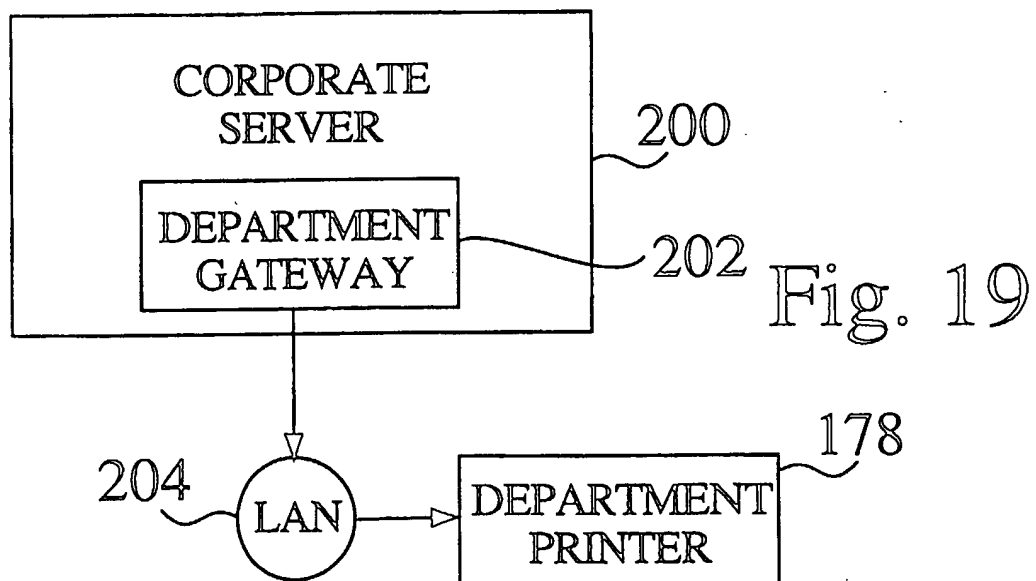 CORPORATE
SERVER
200
DEPARTMENT
GATEWAY
202
Fig. 19
178
204
LAN
DEPARTMENT
PRINTER